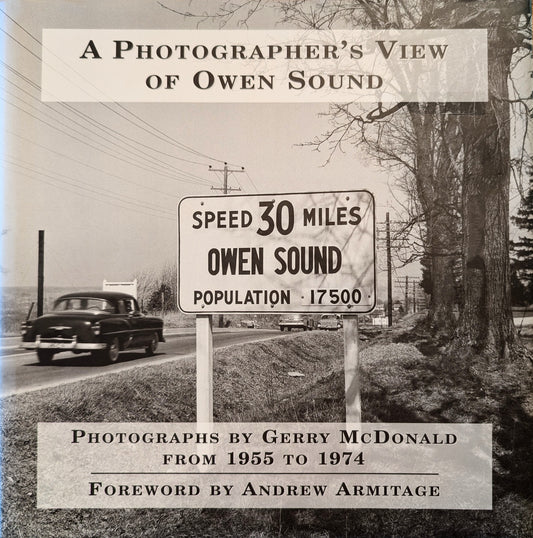 A PHOTOGRAPHER'S VIEW
OF OWEN SOUND
SPEED 30 MILES
OWEN SOUND
POPULATION · 17500 ·
PHOTOGRAPHS BY GERRY MCDONALD
FROM 1955 TO 1974
FOREWORD BY ANDREW ARMITAGE